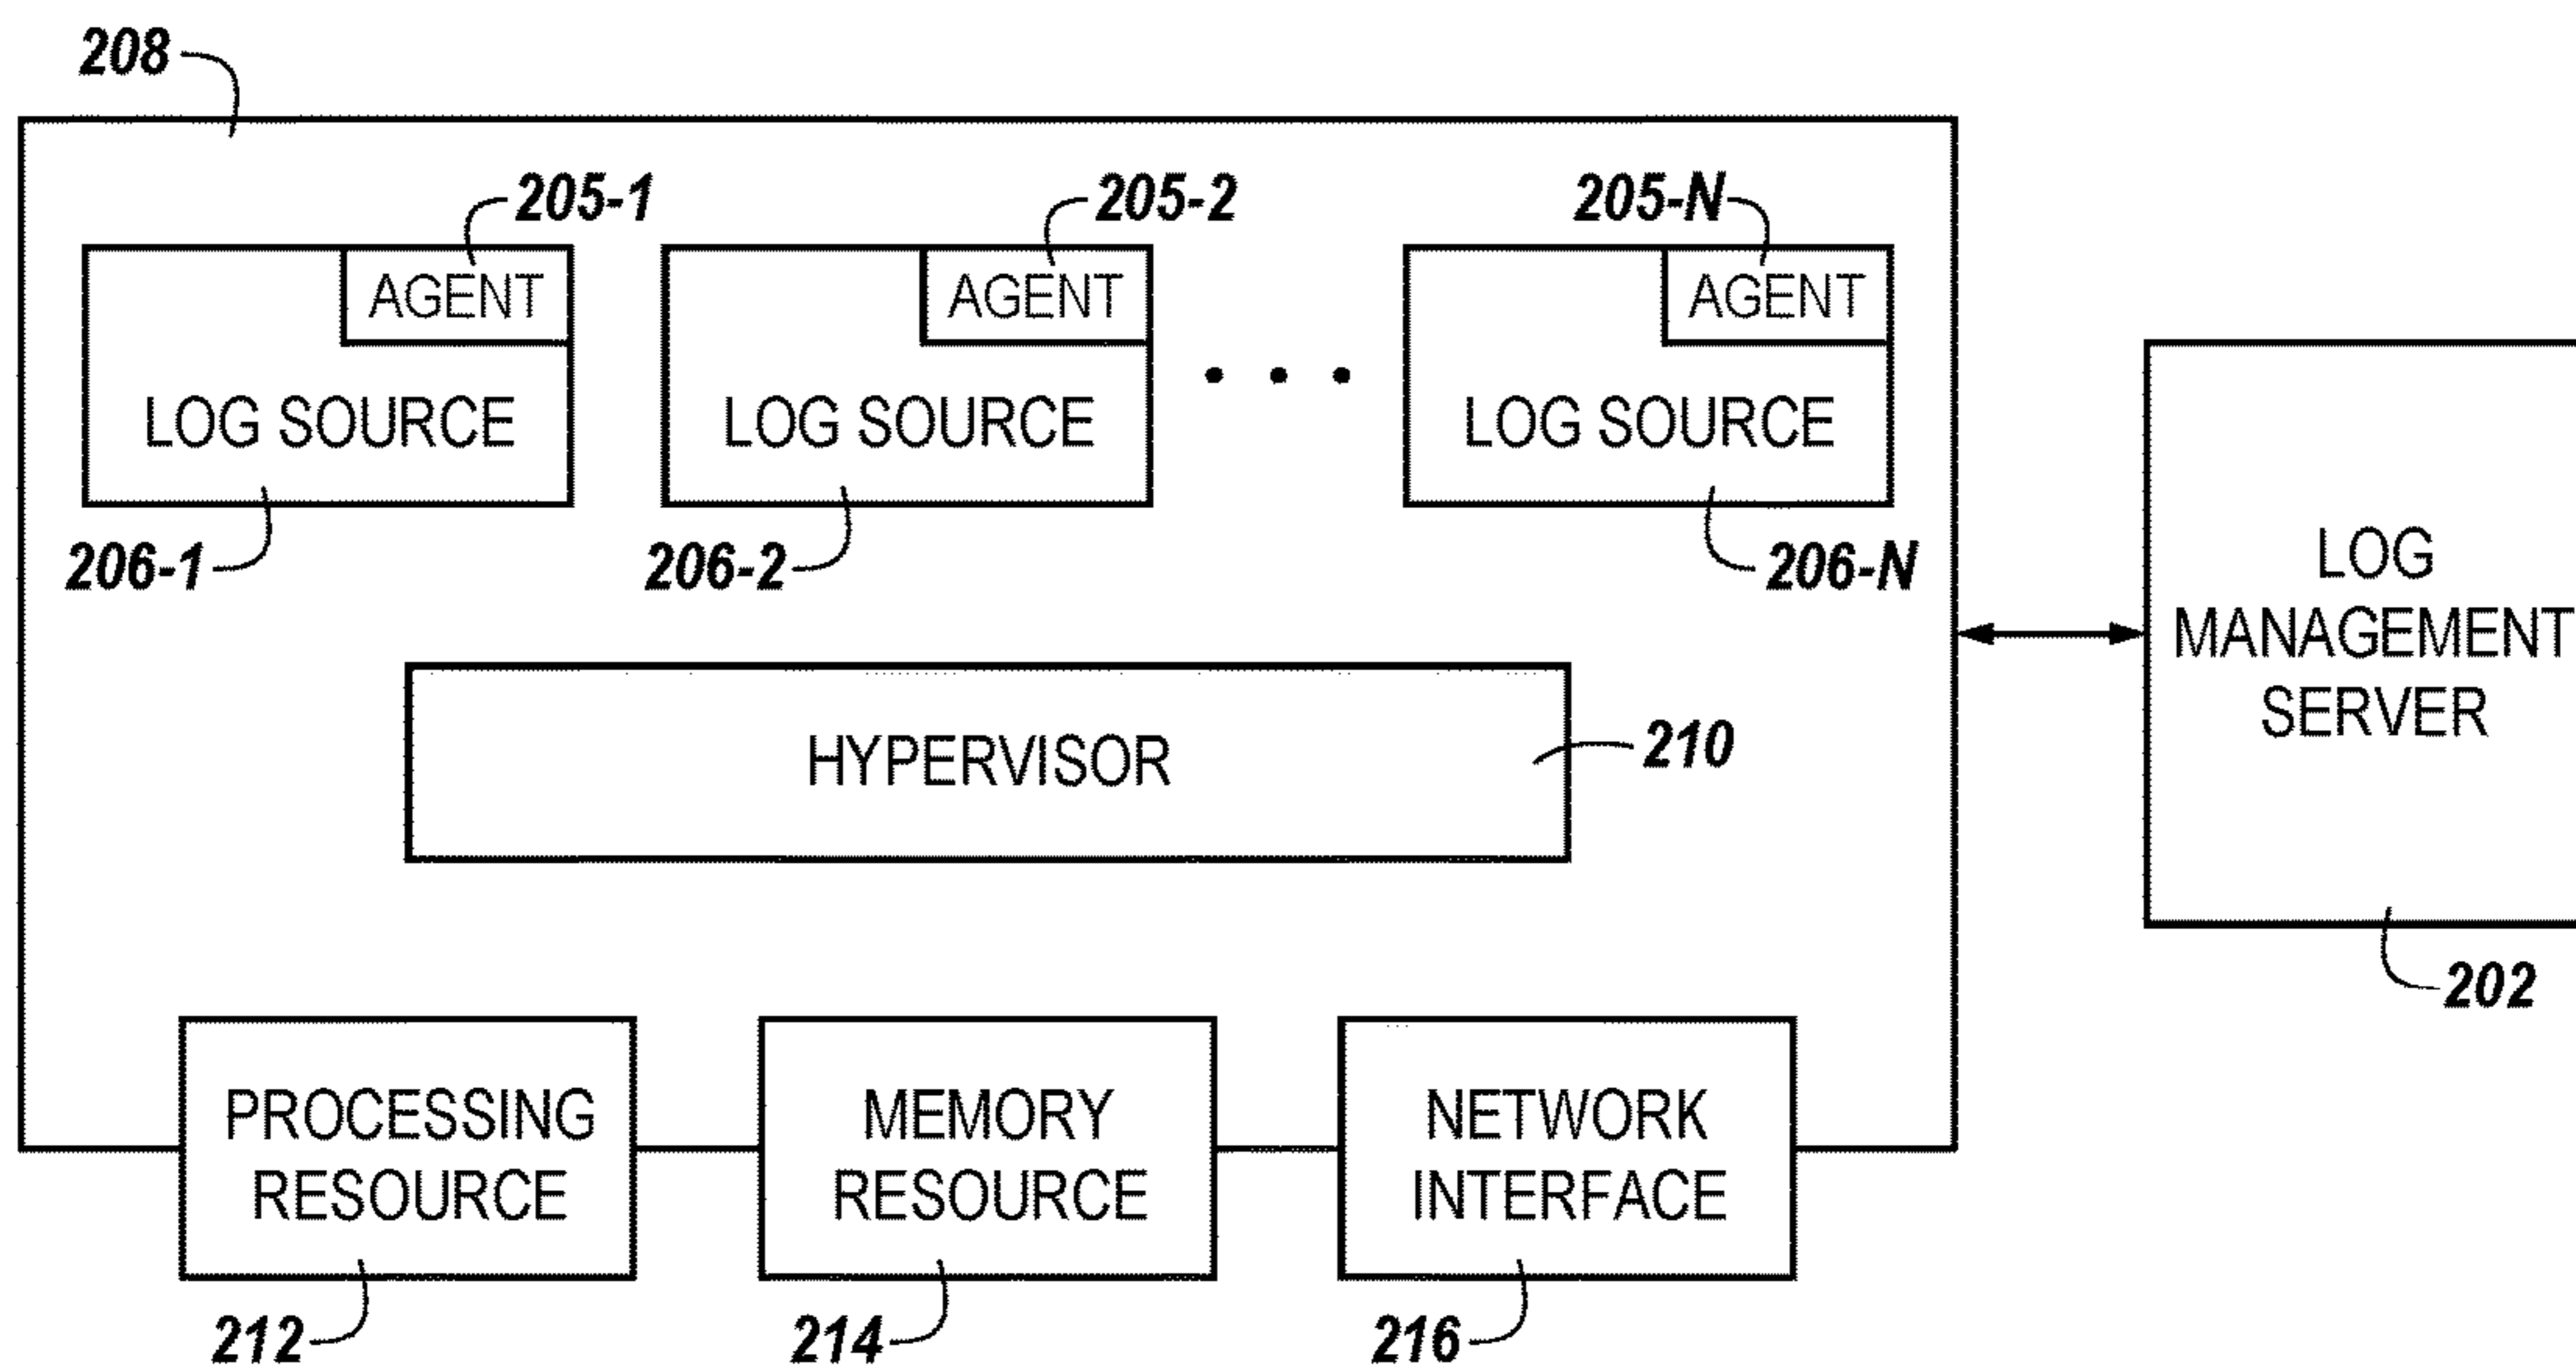 208
205-1
205-2
205-N
AGENT
AGENT
AGENT
LOG SOURCE
LOG SOURCE
LOG SOURCE
206-1
206-2
206-N
LOG
MANAGEMENT
SERVER
HYPERVISOR
210
202
PROCESSING
RESOURCE
MEMORY
RESOURCE
NETWORK
INTERFACE
212
214
216